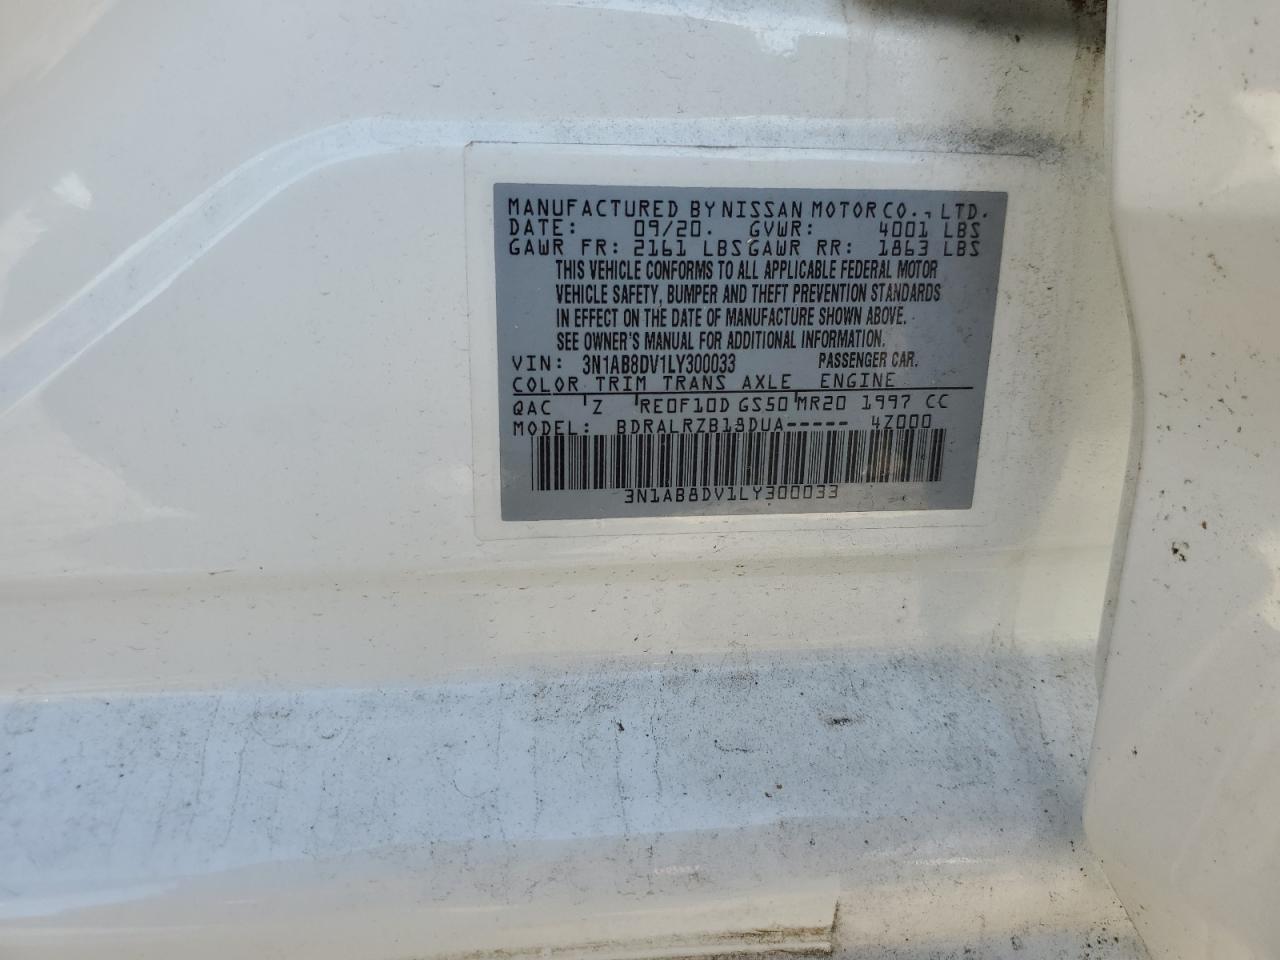 MANUFACTURED BY NISSAN MOTOR CO., LTD.
DATE: 09/20. GVWR: 4001 LBS
GAWR FR: 2161 LBS GAWR RR: 1863 LBS
THIS VEHICLE CONFORMS TO ALL APPLICABLE FEDERAL MOTOR
VEHICLE SAFETY, BUMPER AND THEFT PREVENTION STANDARDS
IN EFFECT ON THE DATE OF MANUFACTURE SHOWN ABOVE.
SEE OWNER'S MANUAL FOR ADDITIONAL INFORMATION.
VIN: 3N1AB8DV1LY300033 PASSENGER CAR.
COLOR TRIM TRANS AXLE ENGINE
QAC Z RE0F10D GS50 MR20 1997 CC
MODEL: BDRALRZB18DUA----- 4Z000
3N1AB8DV1LY300033